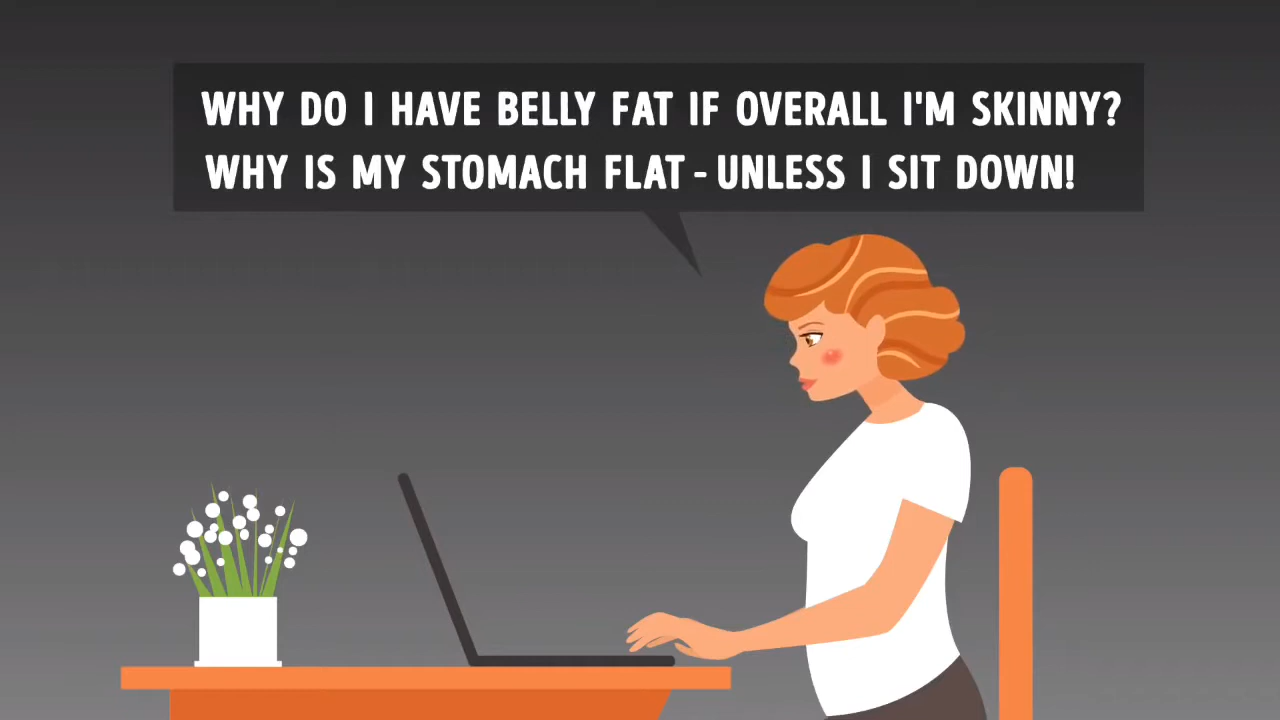 WHY DO I HAVE BELLY FAT IF OVERALL I'M SKINNY?
WHY IS MY STOMACH FLAT - UNLESS I SIT DOWN!